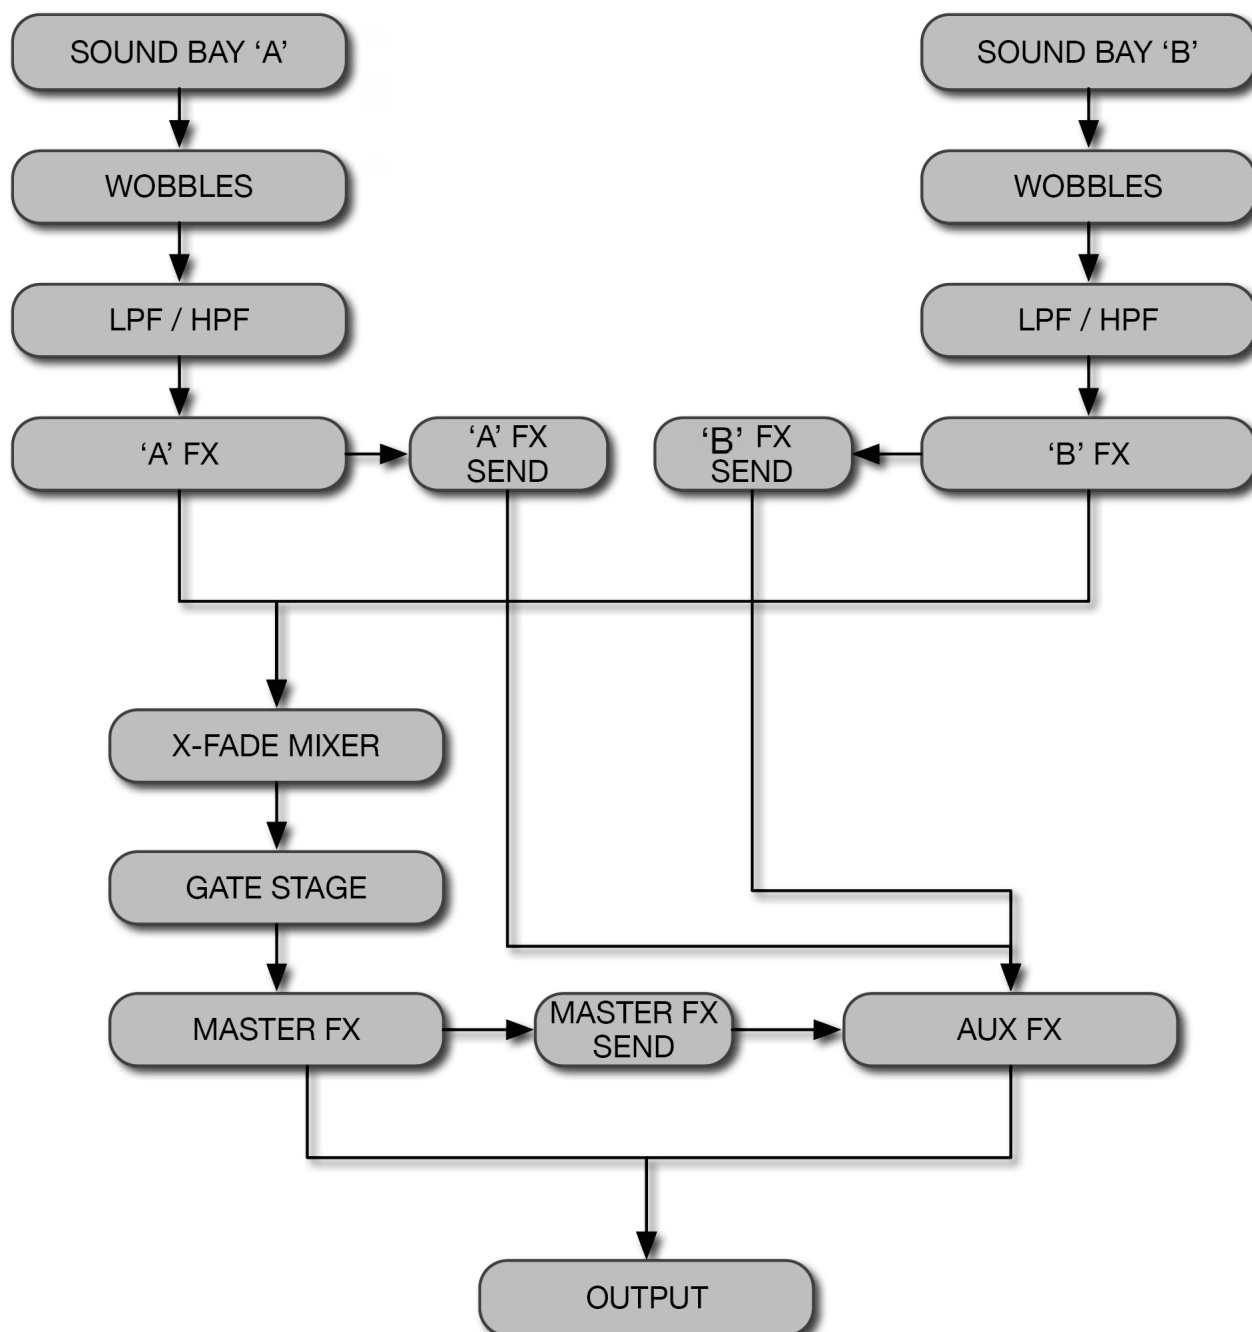 SOUND BAY ‘A’
SOUND BAY ‘B’
WOBBLES
WOBBLES
LPF / HPF
LPF / HPF
‘A’ FX
‘A’ FX
SEND
‘B’ FX
SEND
‘B’ FX
X-FADE MIXER
GATE STAGE
MASTER FX
MASTER FX
SEND
AUX FX
OUTPUT